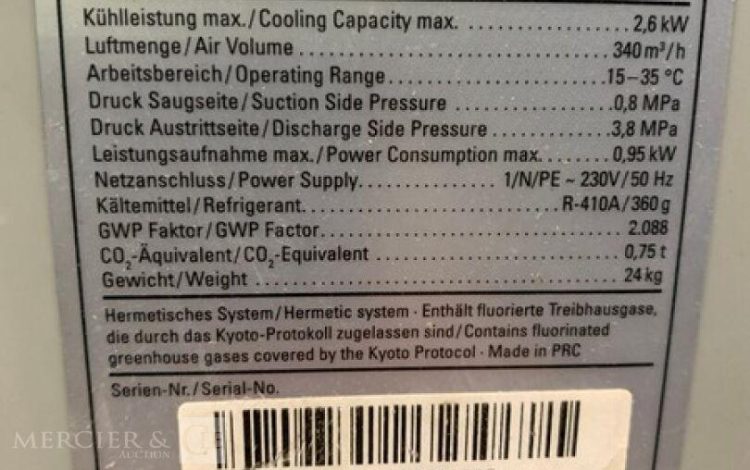 Kühlleistung max./Cooling Capacity max. 2,6 kW
Luftmenge/Air Volume 340 m³/h
Arbeitsbereich/Operating Range 15–35 °C
Druck Saugseite/Suction Side Pressure 0,8 MPa
Druck Austrittseite/Discharge Side Pressure 3,8 MPa
Leistungsaufnahme max./Power Consumption max. 0,95 kW
Netzanschluss/Power Supply 1/N/PE ~ 230V/50 Hz
Kältemittel/Refrigerant R-410A/360 g
GWP Faktor/GWP Factor 2.088
CO₂-Äquivalent/CO₂-Equivalent 0,75 t
Gewicht/Weight 24 kg
Hermetisches System/Hermetic system · Enthält fluorierte Treibhausgase,
die durch das Kyoto-Protokoll zugelassen sind/Contains fluorinated
greenhouse gases covered by the Kyoto Protocol · Made in PRC
Serien-Nr./Serial-No.
MERCIER &
AUCTION